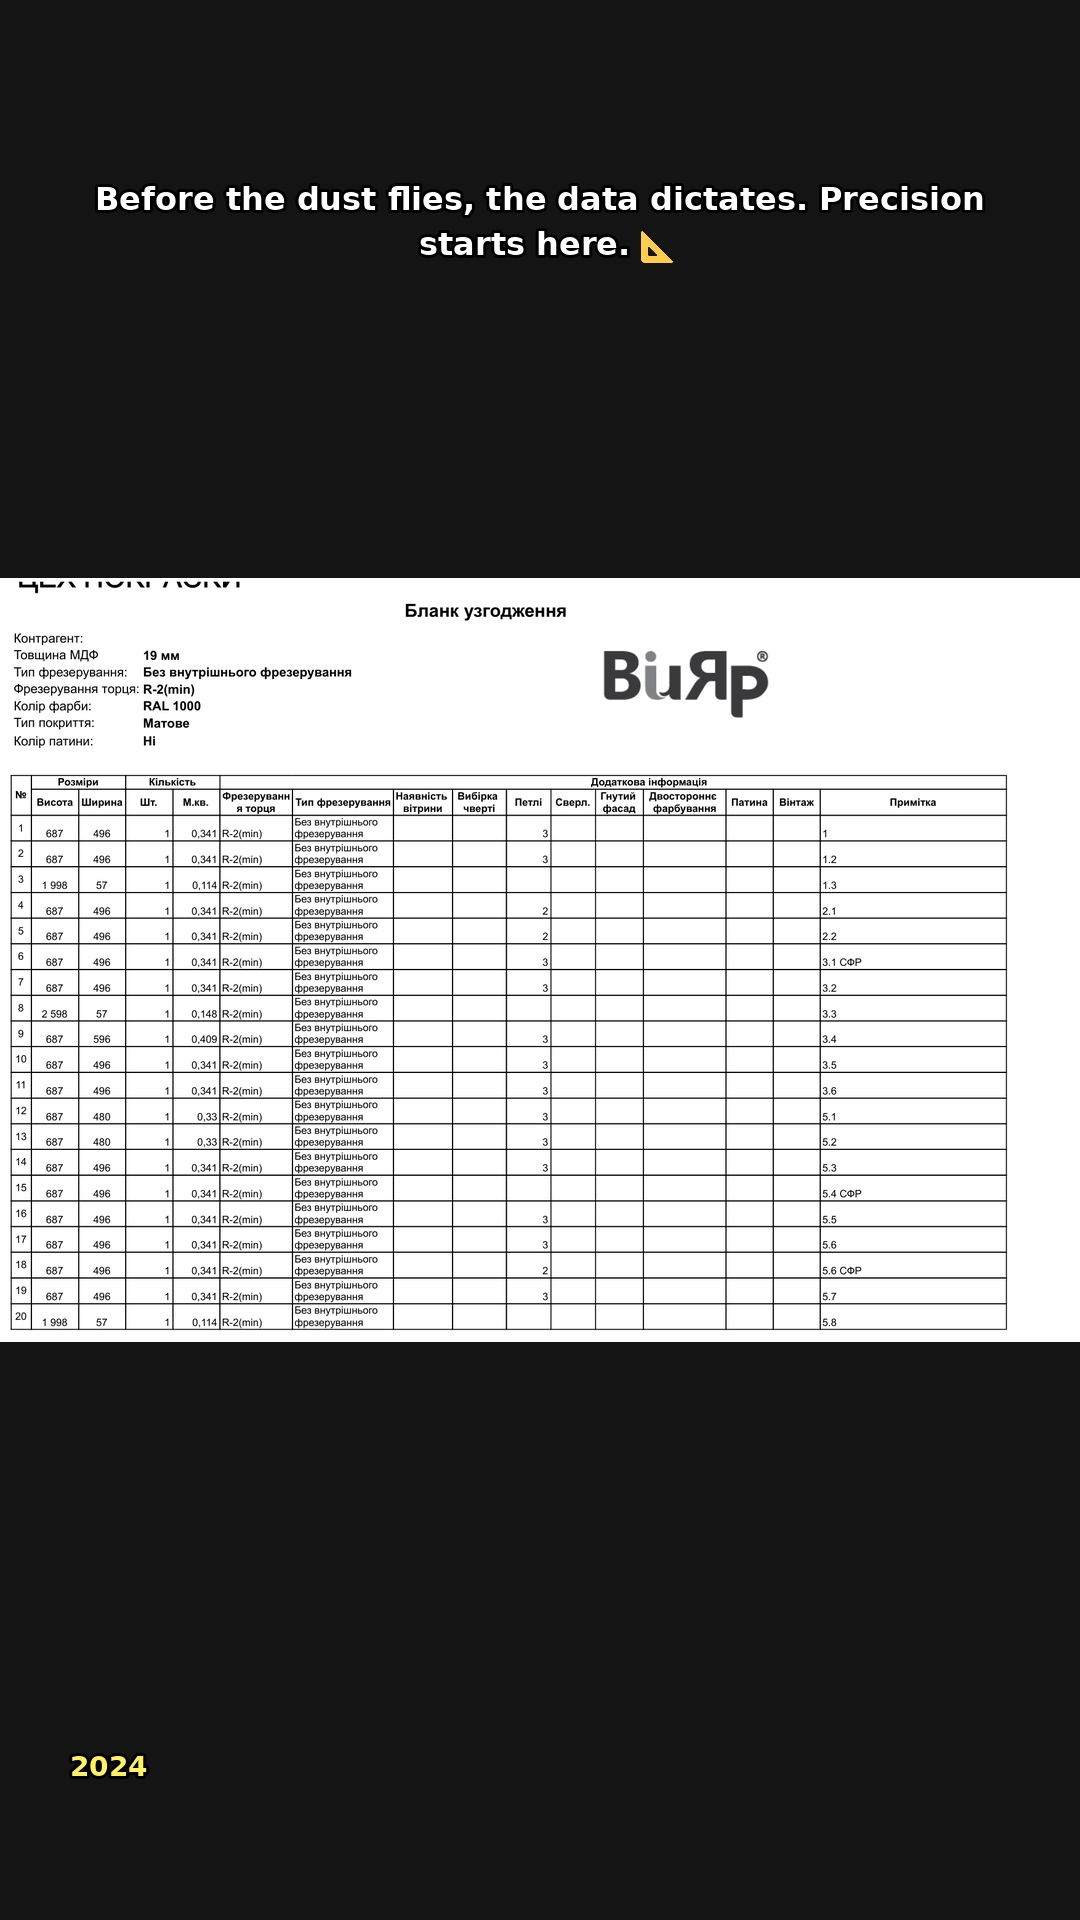 Before the dust flies, the data dictates. Precision
starts here. 📐
ЦЕХ ПОКРАСКИ
Бланк узгодження
Контрагент:
Товщина МДФ 19 мм
Тип фрезерування: Без внутрішнього фрезерування
Фрезерування торця: R-2(min)
Колір фарби: RAL 1000
Тип покриття: Матове
Колір патини: Ні
ВиЯр®
№ Розміри Кількість Додаткова інформація
Висота Ширина Шт. М.кв. Фрезеруванн я торця Тип фрезерування Наявність вітрини Вибірка чверті Петлі Сверл. Гнутий фасад Двостороннє фарбування Патина Вінтаж Примітка
1 687 496 1 0,341 R-2(min) Без внутрішнього фрезерування 3 1
2 687 496 1 0,341 R-2(min) Без внутрішнього фрезерування 3 1.2
3 1 998 57 1 0,114 R-2(min) Без внутрішнього фрезерування 1.3
4 687 496 1 0,341 R-2(min) Без внутрішнього фрезерування 2 2.1
5 687 496 1 0,341 R-2(min) Без внутрішнього фрезерування 2 2.2
6 687 496 1 0,341 R-2(min) Без внутрішнього фрезерування 3 3.1 СФР
7 687 496 1 0,341 R-2(min) Без внутрішнього фрезерування 3 3.2
8 2 598 57 1 0,148 R-2(min) Без внутрішнього фрезерування 3.3
9 687 596 1 0,409 R-2(min) Без внутрішнього фрезерування 3 3.4
10 687 496 1 0,341 R-2(min) Без внутрішнього фрезерування 3 3.5
11 687 496 1 0,341 R-2(min) Без внутрішнього фрезерування 3 3.6
12 687 480 1 0,33 R-2(min) Без внутрішнього фрезерування 3 5.1
13 687 480 1 0,33 R-2(min) Без внутрішнього фрезерування 3 5.2
14 687 496 1 0,341 R-2(min) Без внутрішнього фрезерування 3 5.3
15 687 496 1 0,341 R-2(min) Без внутрішнього фрезерування 5.4 СФР
16 687 496 1 0,341 R-2(min) Без внутрішнього фрезерування 3 5.5
17 687 496 1 0,341 R-2(min) Без внутрішнього фрезерування 3 5.6
18 687 496 1 0,341 R-2(min) Без внутрішнього фрезерування 2 5.6 СФР
19 687 496 1 0,341 R-2(min) Без внутрішнього фрезерування 3 5.7
20 1 998 57 1 0,114 R-2(min) Без внутрішнього фрезерування 5.8
2024